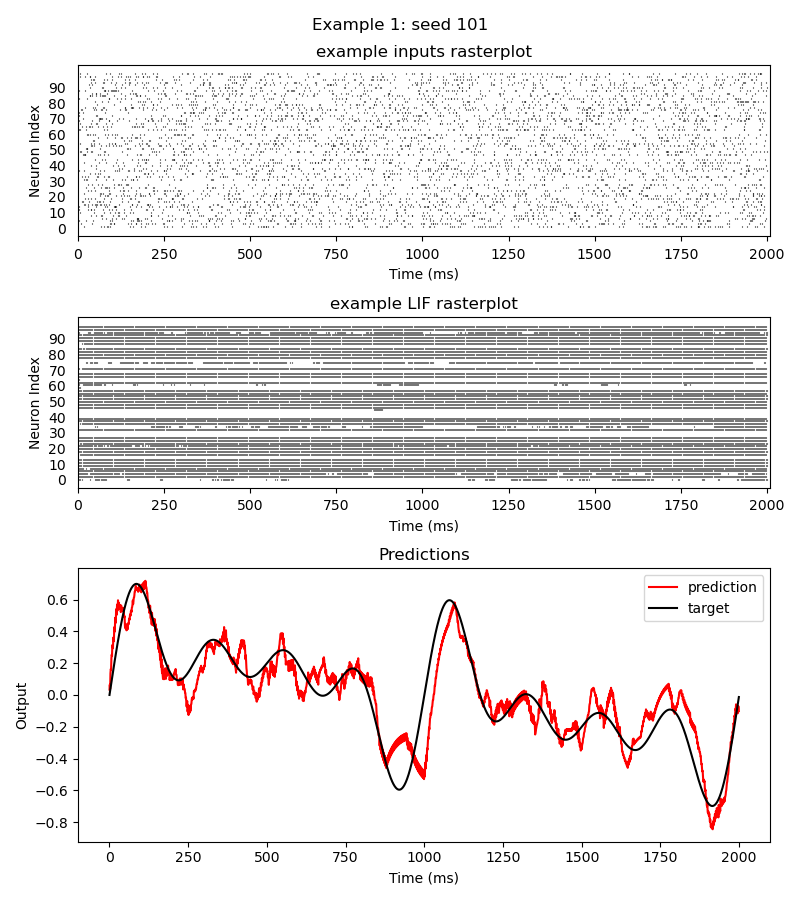 Example 1: seed 101
example inputs rasterplot
Neuron Index
90
80
70
60
50
40
30
20
10
0
0 250 500 750 1000 1250 1500 1750 2000
Time (ms)
example LIF rasterplot
Neuron Index
90
80
70
60
50
40
30
20
10
0
0 250 500 750 1000 1250 1500 1750 2000
Time (ms)
Predictions
Output
0.6
0.4
0.2
0.0
−0.2
−0.4
−0.6
−0.8
prediction
target
0 250 500 750 1000 1250 1500 1750 2000
Time (ms)